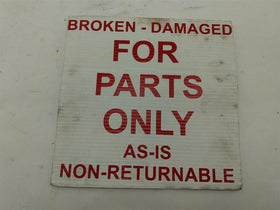 BROKEN - DAMAGED
FOR
PARTS
ONLY
AS-IS
NON-RETURNABLE